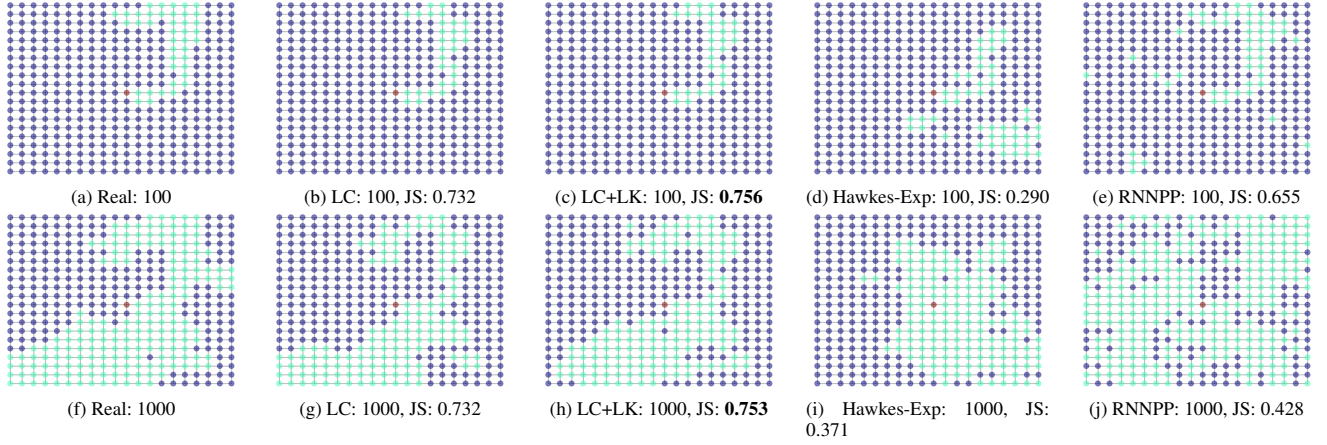 (a) Real: 100
(b) LC: 100, JS: 0.732
(c) LC+LK: 100, JS: 0.756
(d) Hawkes-Exp: 100, JS: 0.290
(e) RNNPP: 100, JS: 0.655
(f) Real: 1000
(g) LC: 1000, JS: 0.732
(h) LC+LK: 1000, JS: 0.753
(i) Hawkes-Exp: 1000, JS:
0.371
(j) RNNPP: 1000, JS: 0.428